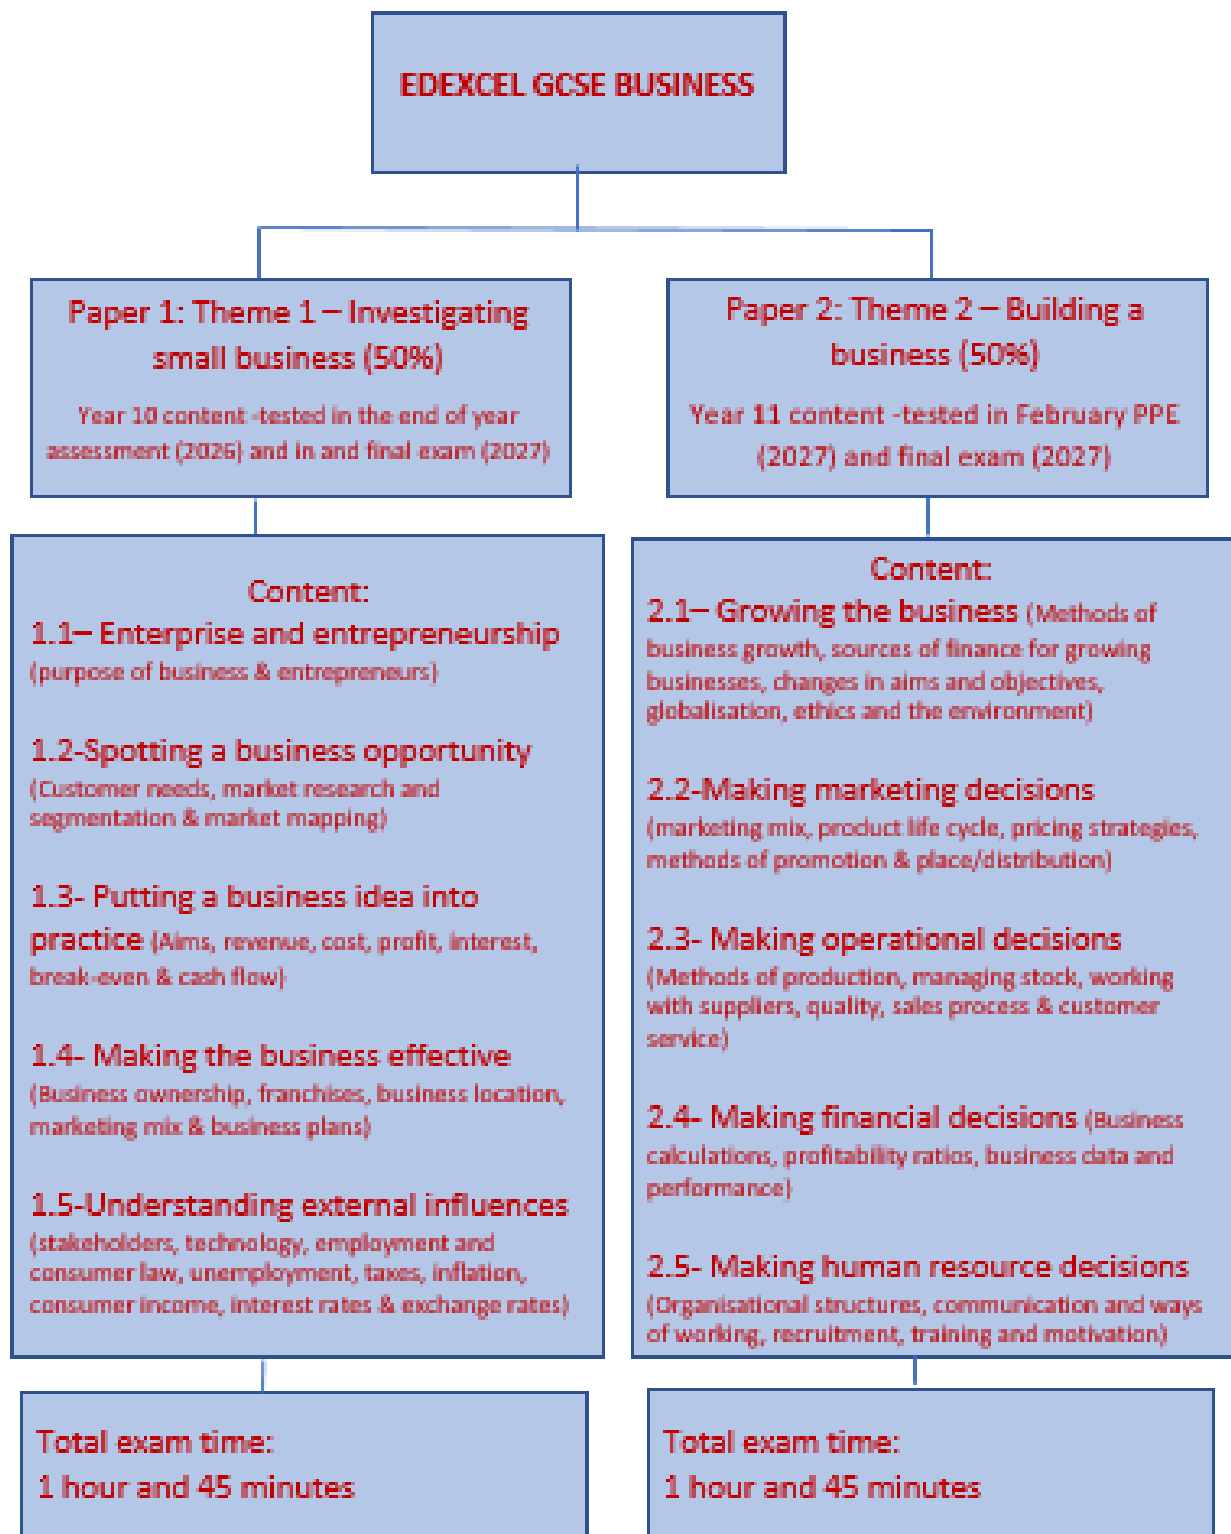 EDEXCEL GCSE BUSINESS
Paper 1: Theme 1 – Investigating
small business (50%)
Year 10 content -tested in the end of year
assessment (2026) and in and final exam (2027)
Paper 2: Theme 2 – Building a
business (50%)
Year 11 content -tested in February PPE
(2027) and final exam (2027)
Content:
1.1– Enterprise and entrepreneurship
(purpose of business & entrepreneurs)
1.2-Spotting a business opportunity
(Customer needs, market research and
segmentation & market mapping)
1.3- Putting a business idea into
practice (Aims, revenue, cost, profit, interest,
break-even & cash flow)
1.4- Making the business effective
(Business ownership, franchises, business location,
marketing mix & business plans)
1.5-Understanding external influences
(stakeholders, technology, employment and
consumer law, unemployment, taxes, inflation,
consumer income, interest rates & exchange rates)
Content:
2.1– Growing the business (Methods of
business growth, sources of finance for growing
businesses, changes in aims and objectives,
globalisation, ethics and the environment)
2.2-Making marketing decisions
(marketing mix, product life cycle, pricing strategies,
methods of promotion & place/distribution)
2.3- Making operational decisions
(Methods of production, managing stock, working
with suppliers, quality, sales process & customer
service)
2.4- Making financial decisions (Business
calculations, profitability ratios, business data and
performance)
2.5- Making human resource decisions
(Organisational structures, communication and ways
of working, recruitment, training and motivation)
Total exam time:
1 hour and 45 minutes
Total exam time:
1 hour and 45 minutes